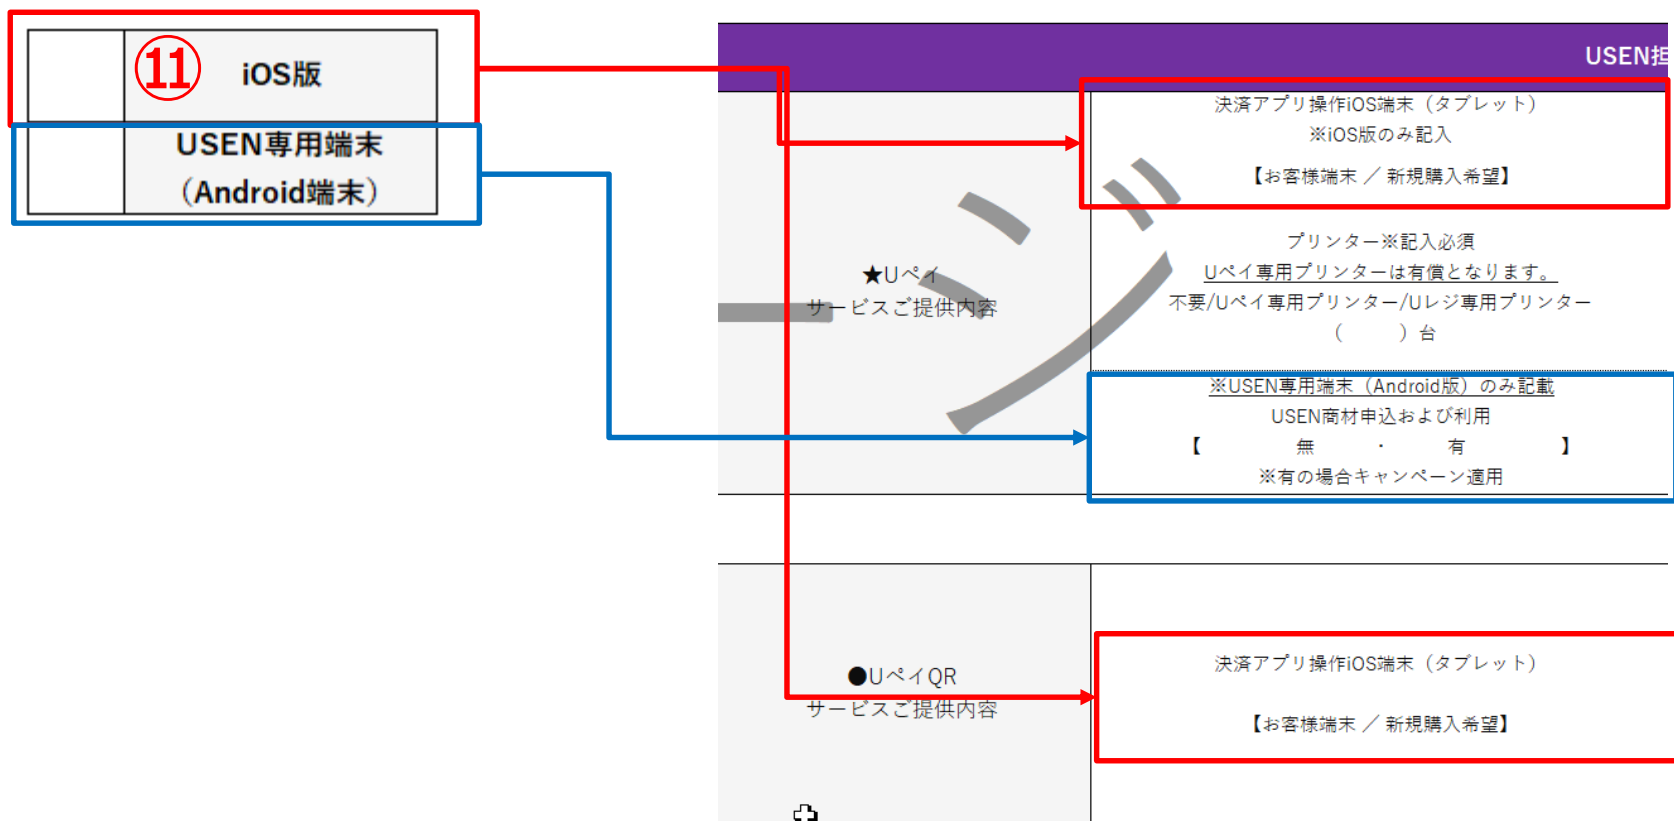 ⑪ iOS版
USEN専用端末
（Android端末）
USEN担
決済アプリ操作iOS端末（タブレット）
※iOS版のみ記入
【お客様端末 ／ 新規購入希望】
★Uペイ
サービスご提供内容
プリンター※記入必須
Uペイ専用プリンターは有償となります。
不要/Uペイ専用プリンター/Uレジ専用プリンター
（　　　）台
※USEN専用端末（Android版）のみ記載
USEN商材申込および利用
【　　　無　　・　　有　　　】
※有の場合キャンペーン適用
●UペイQR
サービスご提供内容
決済アプリ操作iOS端末（タブレット）
【お客様端末 ／ 新規購入希望】
ージ